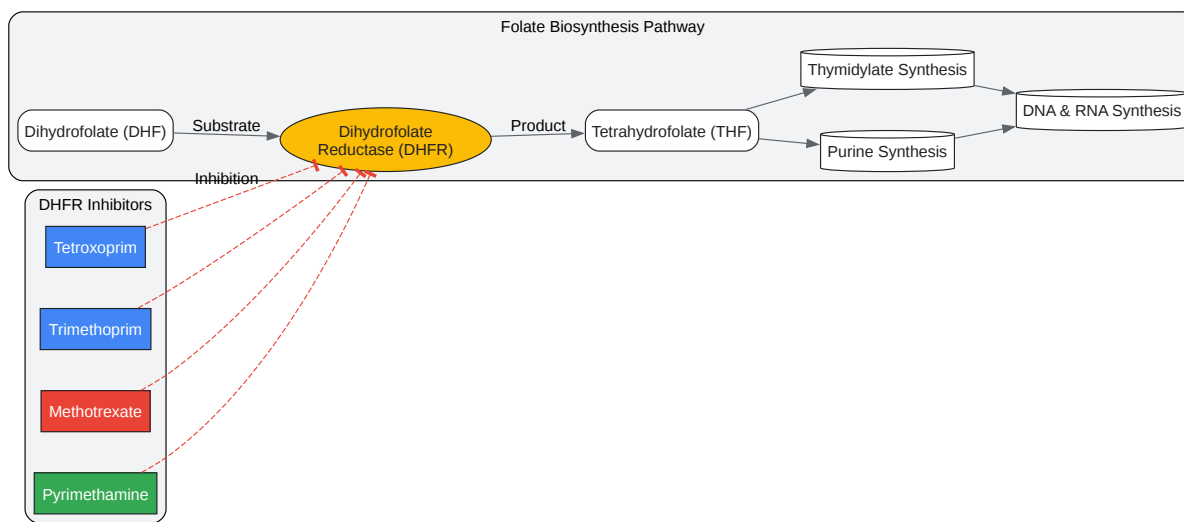 Folate Biosynthesis Pathway
Thymidylate Synthesis
DNA & RNA Synthesis
Dihydrofolate (DHF)
Substrate
Dihydrofolate
Reductase (DHFR)
Product
Tetrahydrofolate (THF)
Purine Synthesis
Inhibition
DHFR Inhibitors
Tetroxoprim
Trimethoprim
Methotrexate
Pyrimethamine